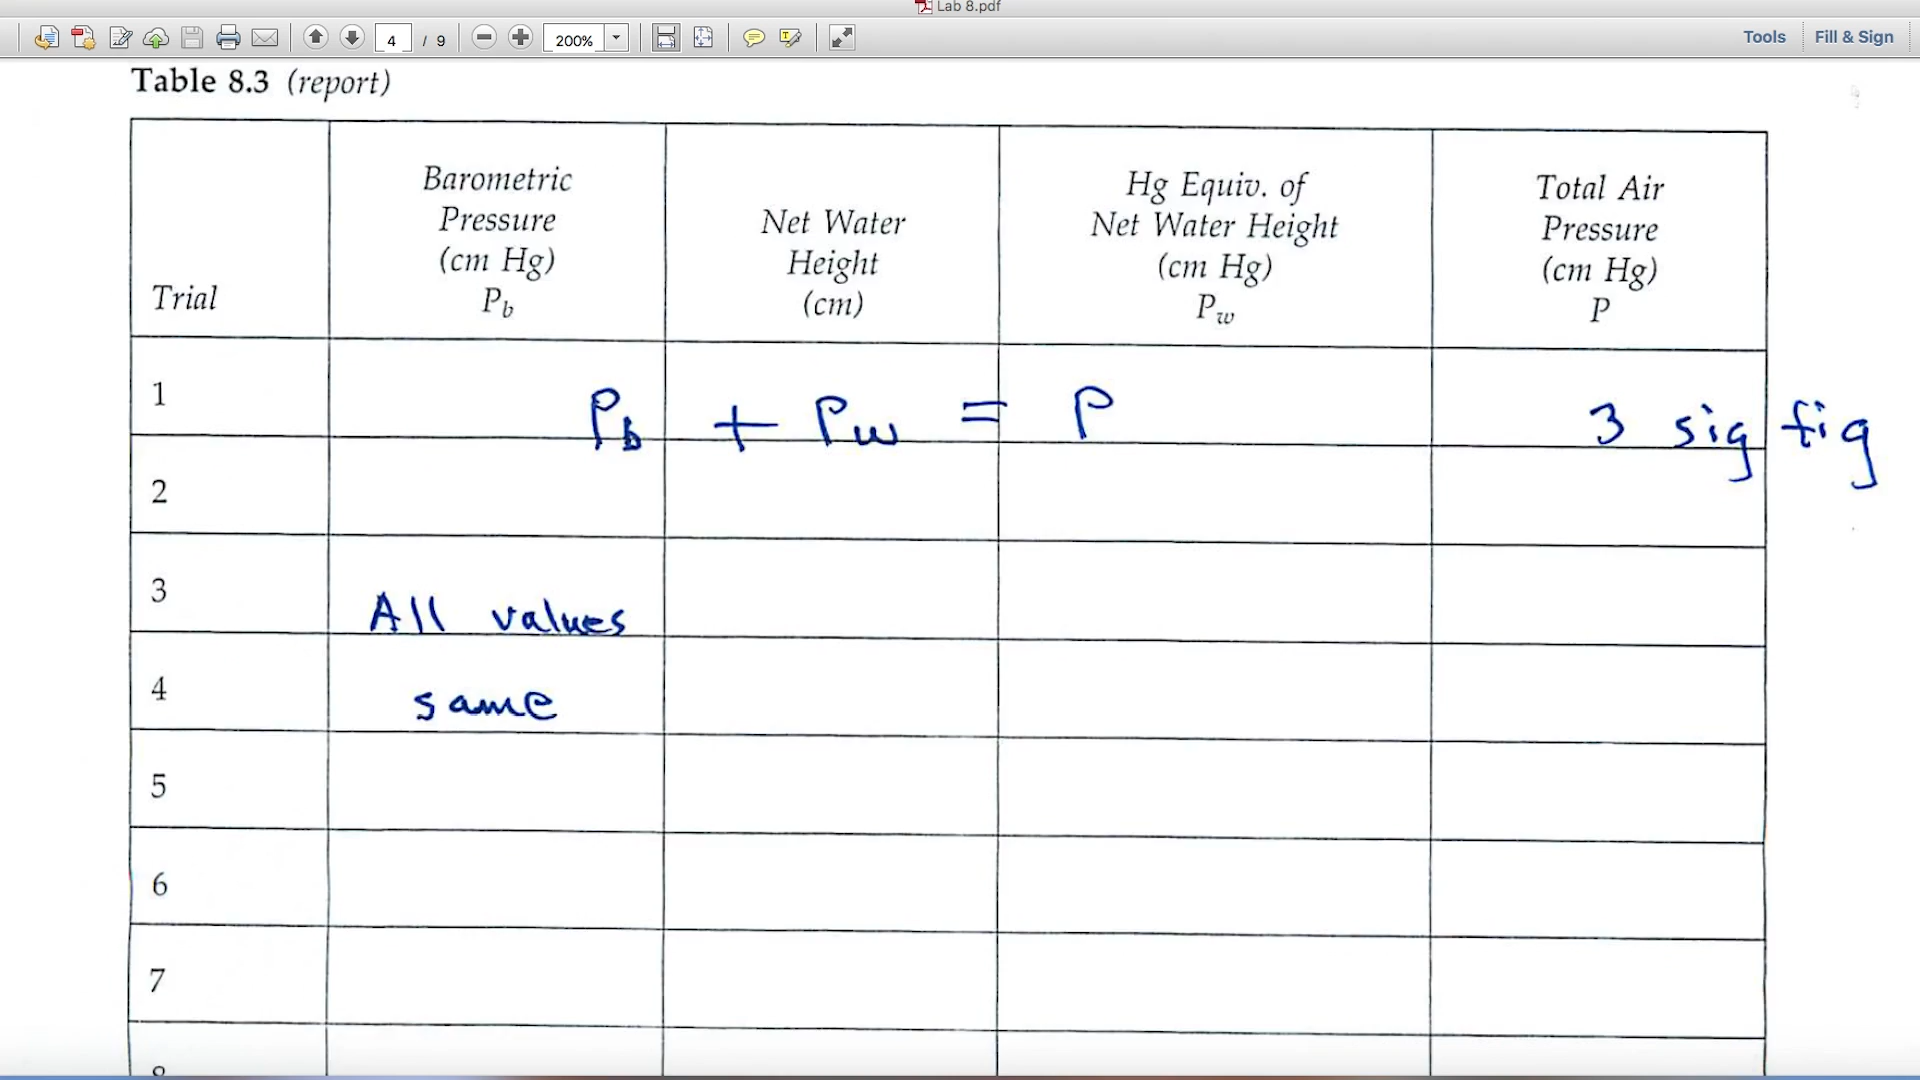 Lab 8.pdf
4 / 9 200% Tools Fill & Sign
Table 8.3 (report)
Trial
Barometric
Pressure
(cm Hg)
Pb
Net Water
Height
(cm)
Hg Equiv. of
Net Water Height
(cm Hg)
Pw
Total Air
Pressure
(cm Hg)
P
1
Pb + Pw = P
3 sig fig
2
3
All values
4
same
5
6
7